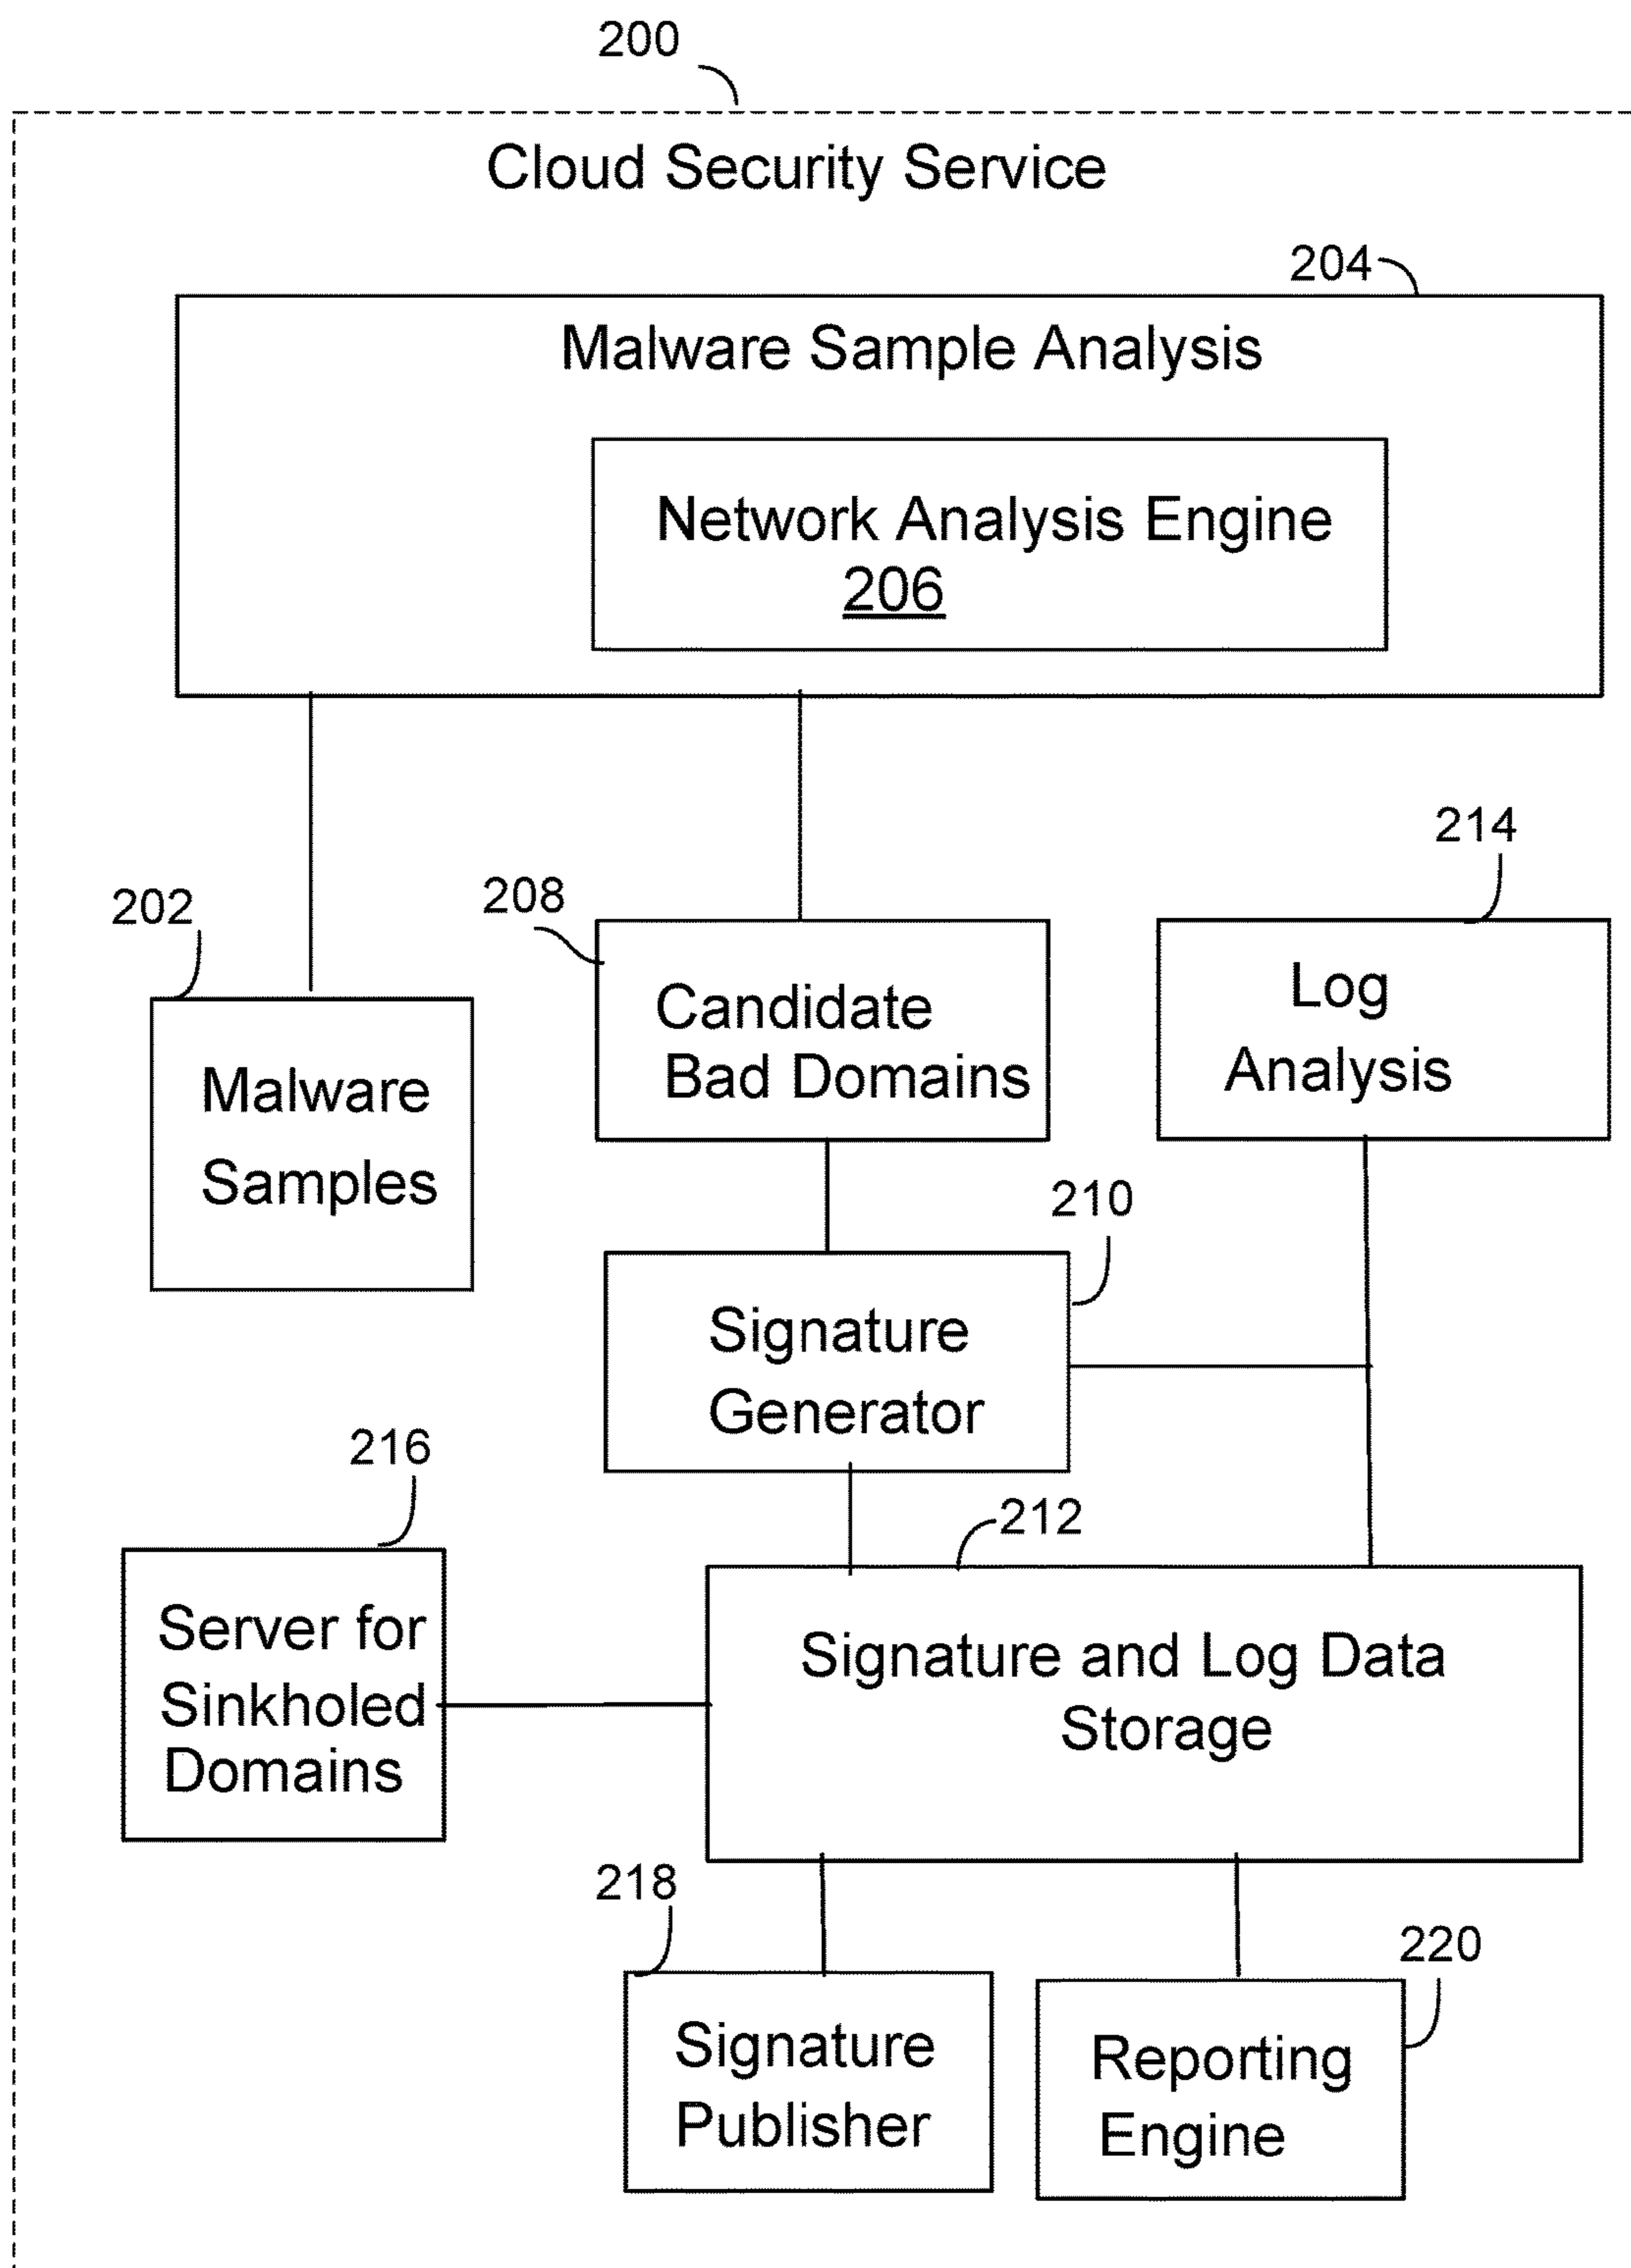 200
Cloud Security Service
204
Malware Sample Analysis
Network Analysis Engine
206
214
202
208
Log
Analysis
Candidate
Bad Domains
Malware
Samples
210
Signature
Generator
216
212
Server for
Sinkholed
Domains
Signature and Log Data
Storage
218
220
Signature
Publisher
Reporting
Engine